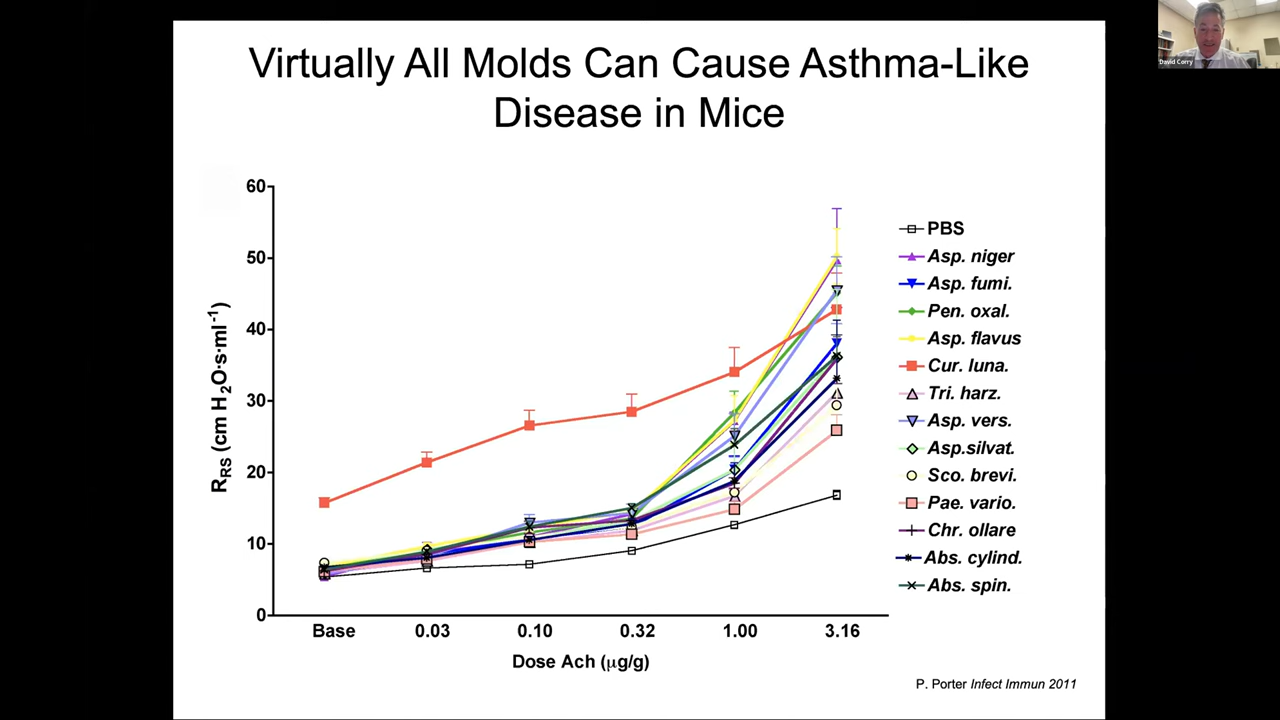 David Corry
Virtually All Molds Can Cause Asthma-Like
Disease in Mice
60
50
40
30
20
10
0
R_RS (cm H₂O·s·ml⁻¹)
Base 0.03 0.10 0.32 1.00 3.16
Dose Ach (µg/g)
PBS
Asp. niger
Asp. fumi.
Pen. oxal.
Asp. flavus
Cur. luna.
Tri. harz.
Asp. vers.
Asp.silvat.
Sco. brevi.
Pae. vario.
Chr. ollare
Abs. cylind.
Abs. spin.
P. Porter Infect Immun 2011